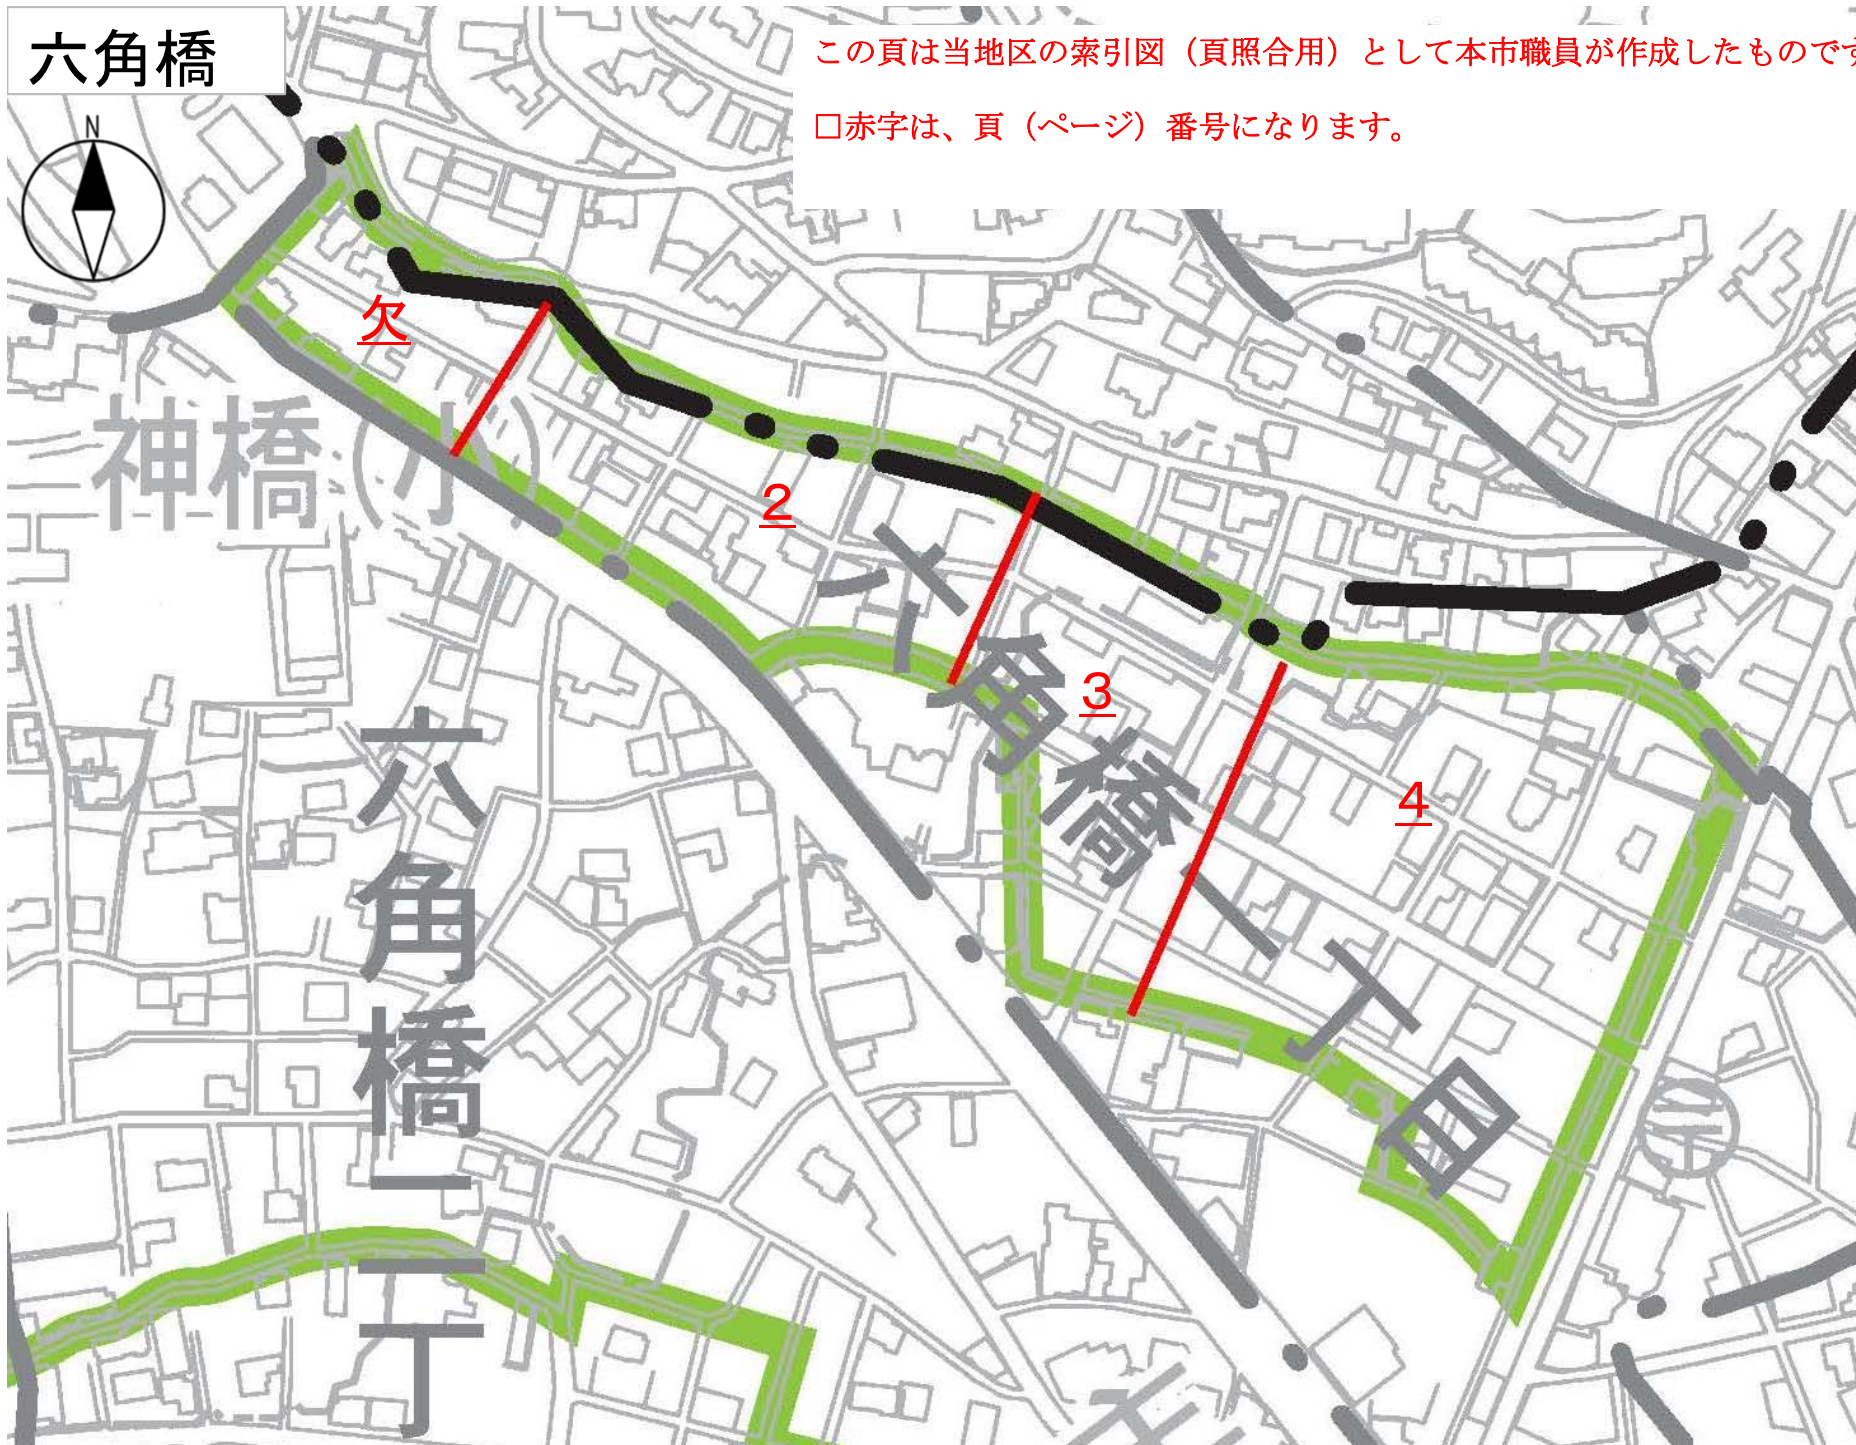 六角橋
この頁は当地区の索引図（頁照合用）として本市職員が作成したもので
□赤字は、頁（ページ）番号になります。
N
欠
神橋(小)
2
六角橋一丁目
3
4
六角橋二丁